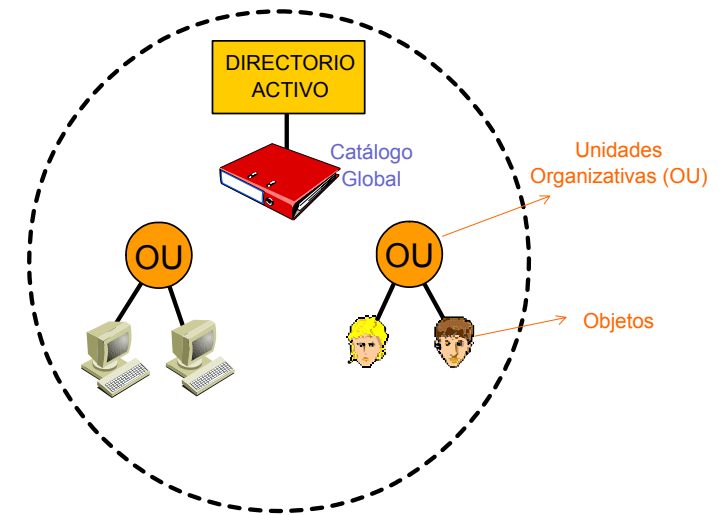 DIRECTORIO
ACTIVO
Catálogo
Global
Unidades
Organizativas (OU)
OU
OU
Objetos